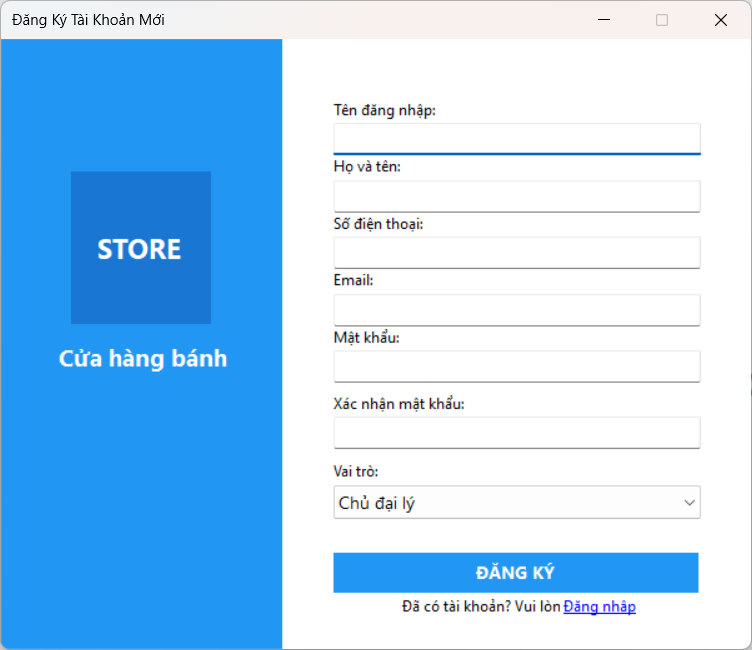 Đăng Ký Tài Khoản Mới
STORE
Cửa hàng bánh
Tên đăng nhập:
Họ và tên:
Số điện thoại:
Email:
Mật khẩu:
Xác nhận mật khẩu:
Vai trò:
Chủ đại lý
ĐĂNG KÝ
Đã có tài khoản? Vui lòn Đăng nhập